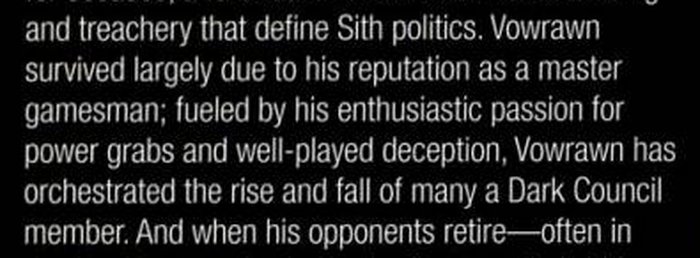 and treachery that define Sith politics. Vowrawn
survived largely due to his reputation as a master
gamesman; fueled by his enthusiastic passion for
power grabs and well-played deception, Vowrawn has
orchestrated the rise and fall of many a Dark Council
member. And when his opponents retire—often in